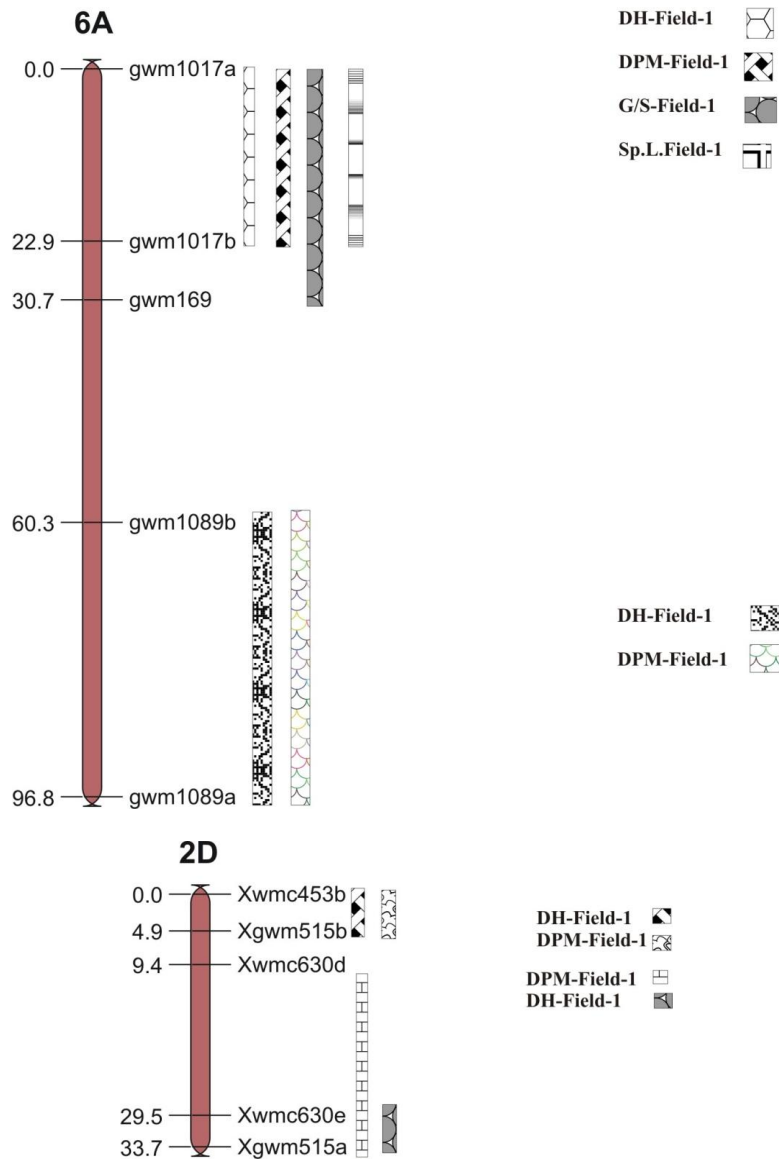 6A
0.0 gwm1017a
22.9 gwm1017b
30.7 gwm169
60.3 gwm1089b
96.8 gwm1089a
DH-Field-1
DPM-Field-1
G/S-Field-1
Sp.L.Field-1
DH-Field-1
DPM-Field-1
2D
0.0 Xwmc453b
4.9 Xgwm515b
9.4 Xwmc630d
29.5 Xwmc630e
33.7 Xgwm515a
DH-Field-1
DPM-Field-1
DPM-Field-1
DH-Field-1